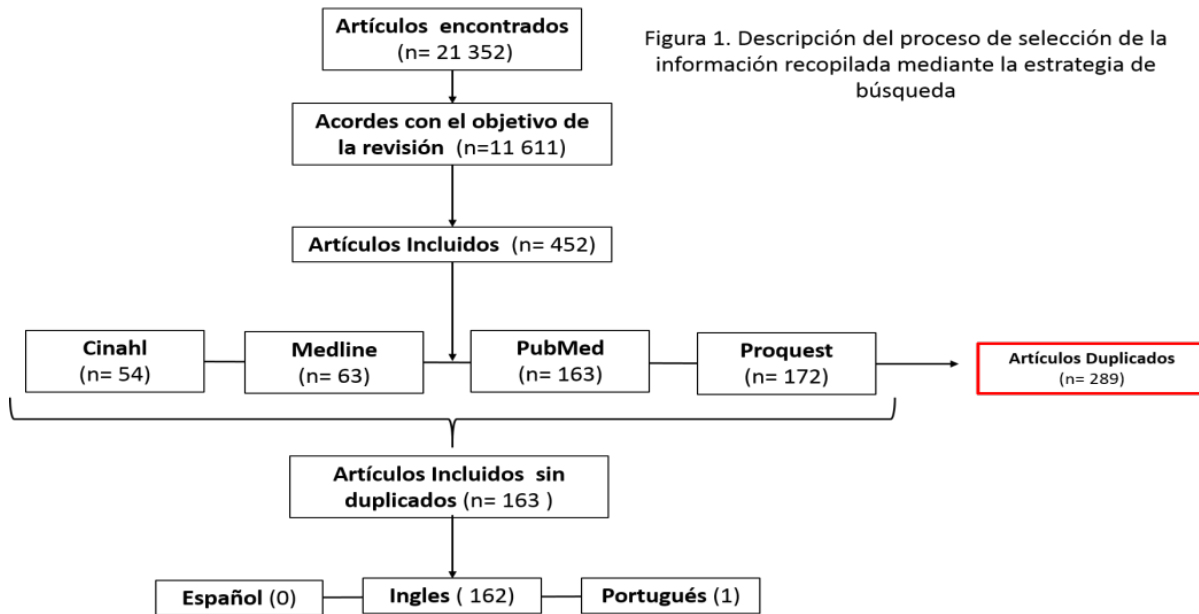 Artículos encontrados
(n= 21 352)
Figura 1. Descripción del proceso de selección de la
información recopilada mediante la estrategia de
búsqueda
Acordes con el objetivo de
la revisión (n=11 611)
Artículos Incluidos (n= 452)
Cinahl
(n= 54)
Medline
(n= 63)
PubMed
(n= 163)
Proquest
(n= 172)
Artículos Duplicados
(n= 289)
Artículos Incluidos sin
duplicados (n= 163 )
Español (0)
Ingles ( 162)
Portugués (1)